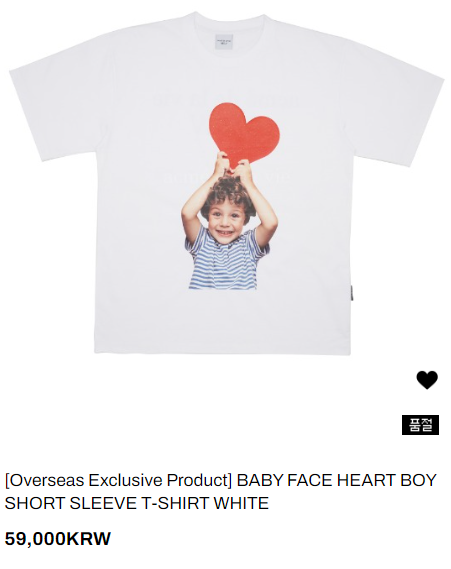 품절
[Overseas Exclusive Product] BABY FACE HEART BOY
SHORT SLEEVE T-SHIRT WHITE
59,000KRW